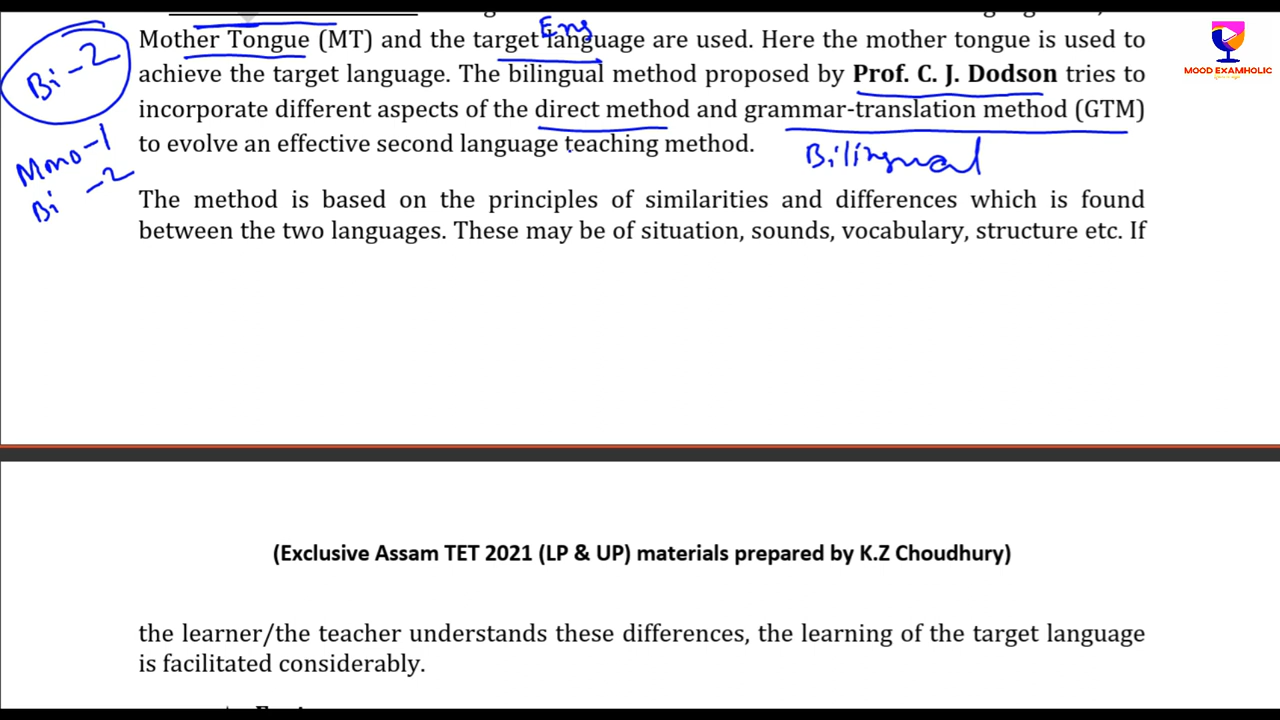 Eng
Mother Tongue (MT) and the target language are used. Here the mother tongue is used to
Bi-2
achieve the target language. The bilingual method proposed by Prof. C. J. Dodson tries to
incorporate different aspects of the direct method and grammar-translation method (GTM)
to evolve an effective second language teaching method.
Bilingual
Mono-1
Bi -2
The method is based on the principles of similarities and differences which is found
between the two languages. These may be of situation, sounds, vocabulary, structure etc. If
MOOD EXAMHOLIC
(Exclusive Assam TET 2021 (LP & UP) materials prepared by K.Z Choudhury)
the learner/the teacher understands these differences, the learning of the target language
is facilitated considerably.